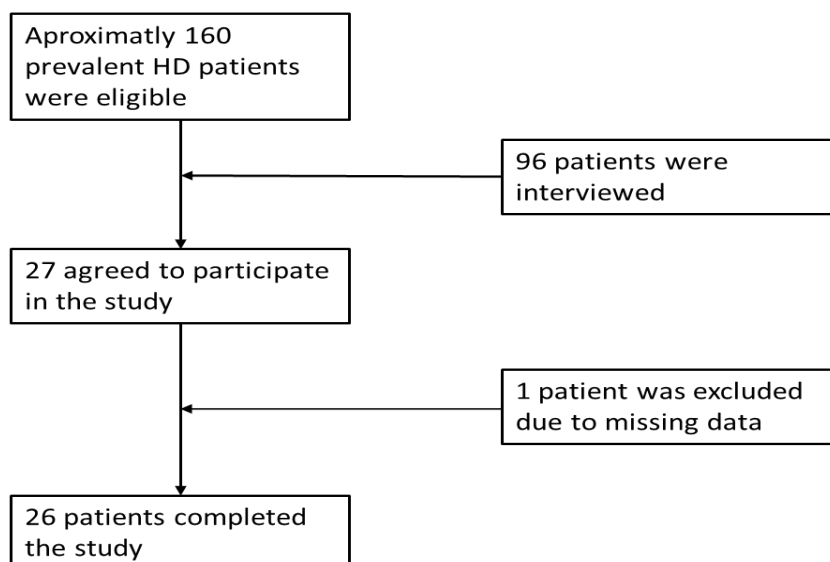 Aproximatly 160
prevalent HD patients
were eligible
96 patients were
interviewed
27 agreed to participate
in the study
1 patient was excluded
due to missing data
26 patients completed
the study